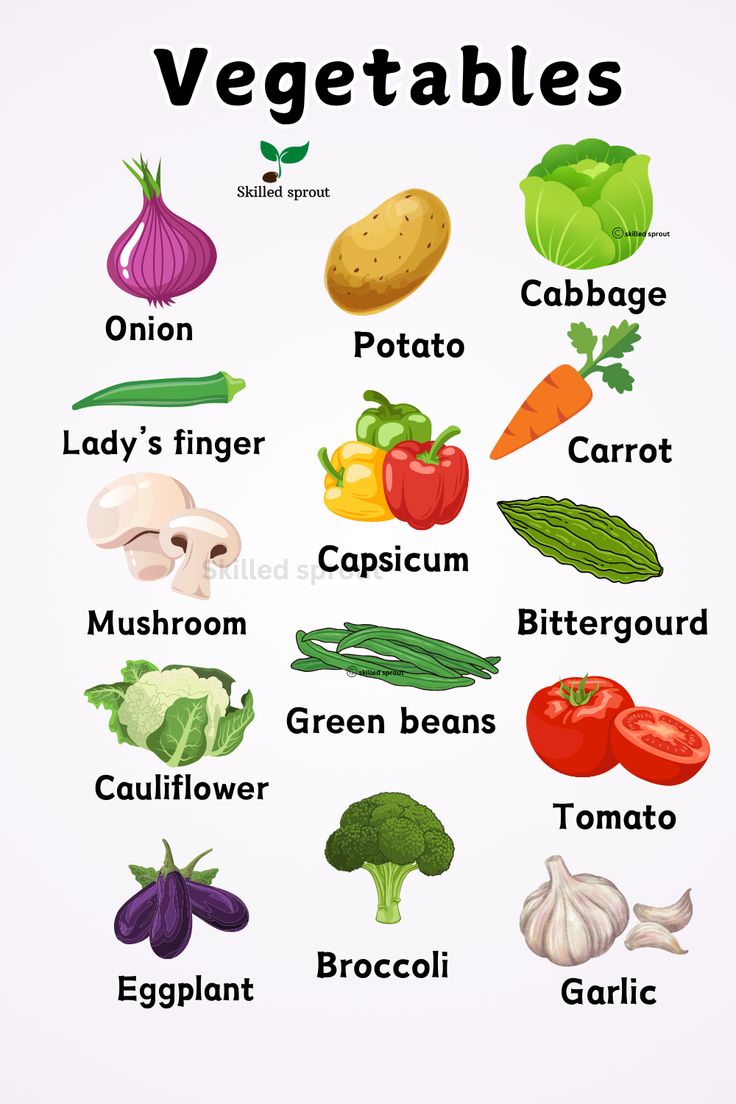 Vegetables
Skilled sprout
© skilled sprout
Onion
Potato
Cabbage
Lady's finger
Capsicum
Carrot
Skilled sprout
Mushroom
Bittergourd
© skilled sprout
Cauliflower
Green beans
Tomato
Eggplant
Broccoli
Garlic